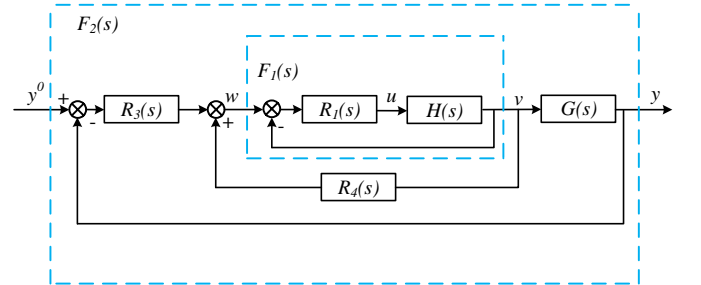 F2(s)
F1(s)
y0 + - R3(s) w + - R1(s) u H(s) v G(s) y
R4(s)